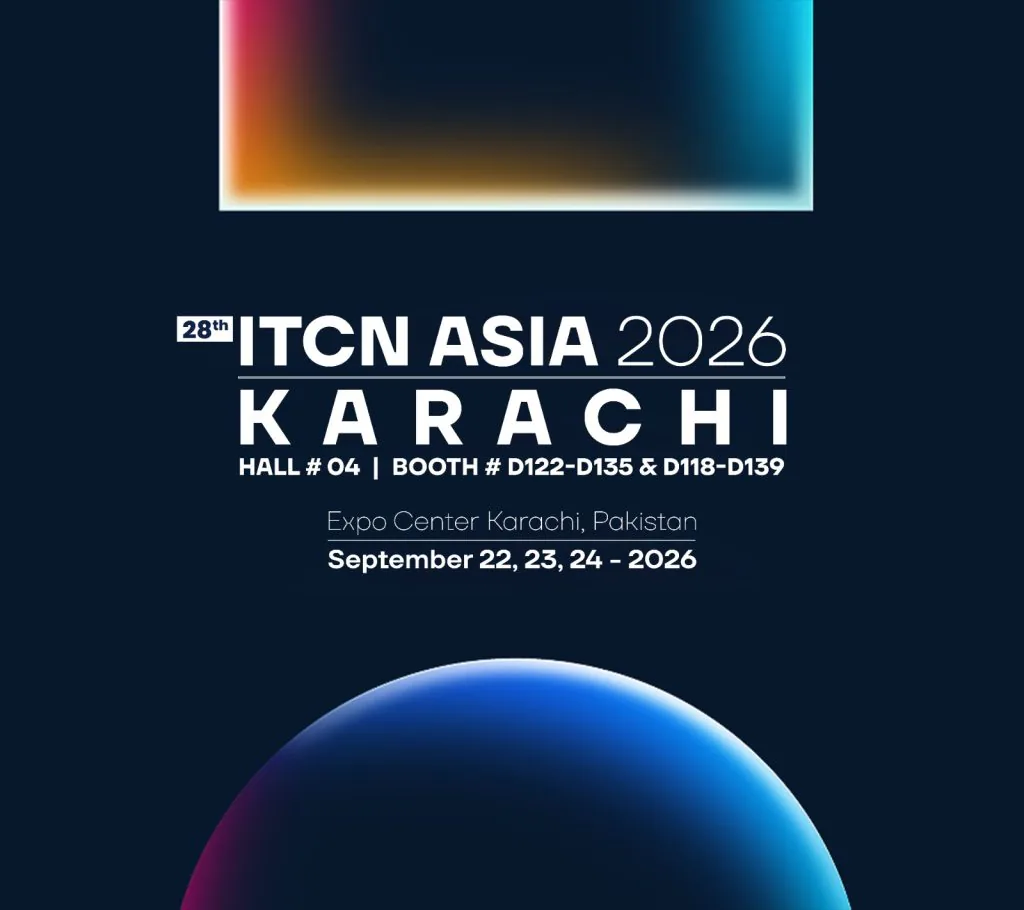 28th ITCN ASIA 2026
KARACHI
HALL # 04 | BOOTH # D122-D135 & D118-D139
Expo Center Karachi, Pakistan
September 22, 23, 24 - 2026